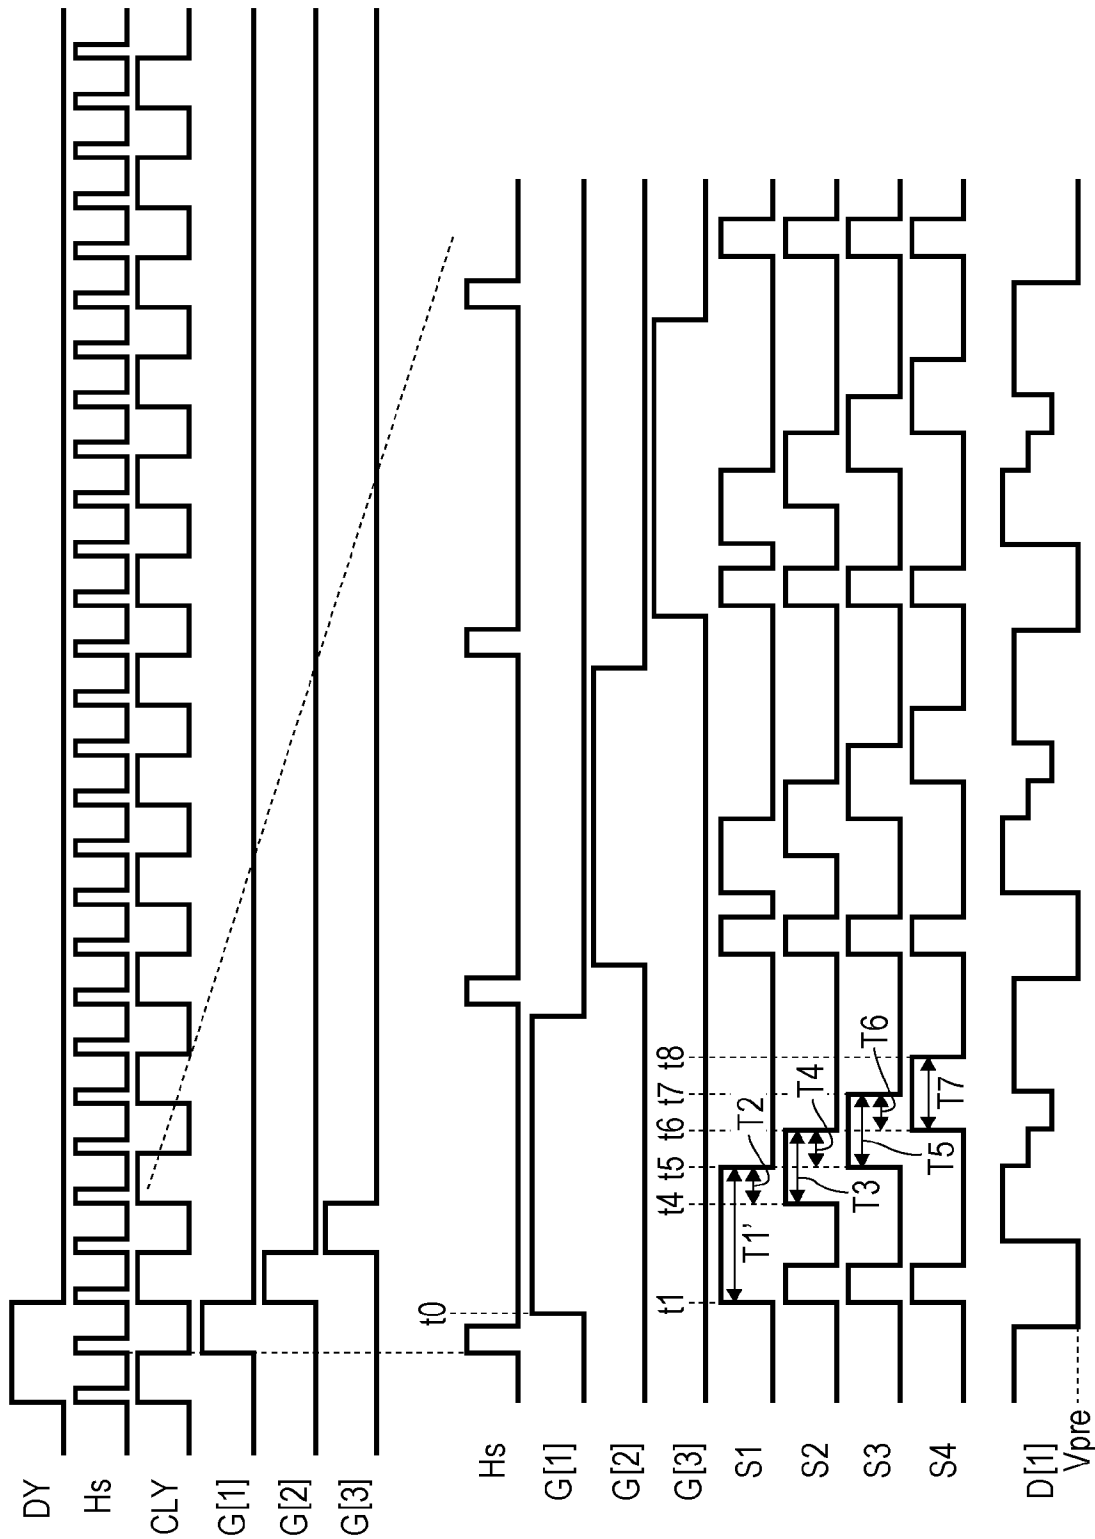 DY
Hs
CLY
G[1]
G[2]
G[3]
t0
Hs
G[1]
G[2]
G[3]
t1 t4 t5 t6 t7 t8
S1
T1' T2
S2
T3 T4
S3
T5 T6
S4
T7
D[1]
Vpre